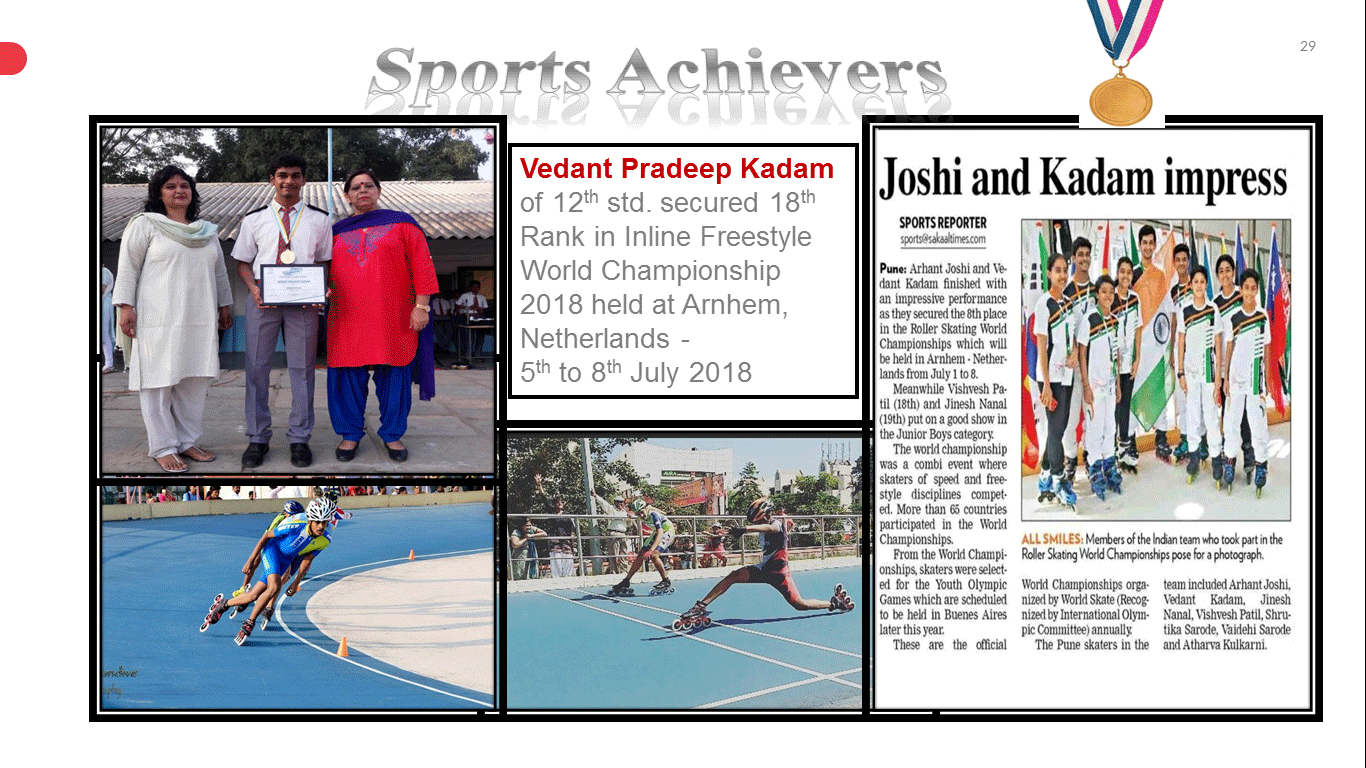 29
Sports Achievers
Vedant Pradeep Kadam
of 12th std. secured 18th
Rank in Inline Freestyle
World Championship
2018 held at Arnhem,
Netherlands -
5th to 8th July 2018
Joshi and Kadam impress
SPORTS REPORTER
sports@sakaaltimes.com
Pune: Arhant Joshi and Ve-
dant Kadam finished with
an impressive performance
as they secured the 8th place
in the Roller Skating World
Championships which will
be held in Arnhem - Nether-
lands from July 1 to 8.
Meanwhile Vishvesh Pa-
til (18th) and Jinesh Nanal
(19th) put on a good show in
the Junior Boys category.
The world championship
was a combi event where
skaters of speed and free-
style disciplines compet-
ed. More than 65 countries
participated in the World
Championships.
From the World Champi-
onships, skaters were select-
ed for the Youth Olympic
Games which are scheduled
to be held in Buenos Aires
later this year.
These are the official
ALL SMILES: Members of the Indian team who took part in the
Roller Skating World Championships pose for a photograph.
World Championships orga-
nized by World Skate (Recog-
nized by International Olym-
pic Committee) annually.
The Pune skaters in the
team included Arhant Joshi,
Vedant Kadam, Jinesh
Nanal, Vishvesh Patil, Shru-
tika Sarode, Vaidehi Sarode
and Atharva Kulkarni.